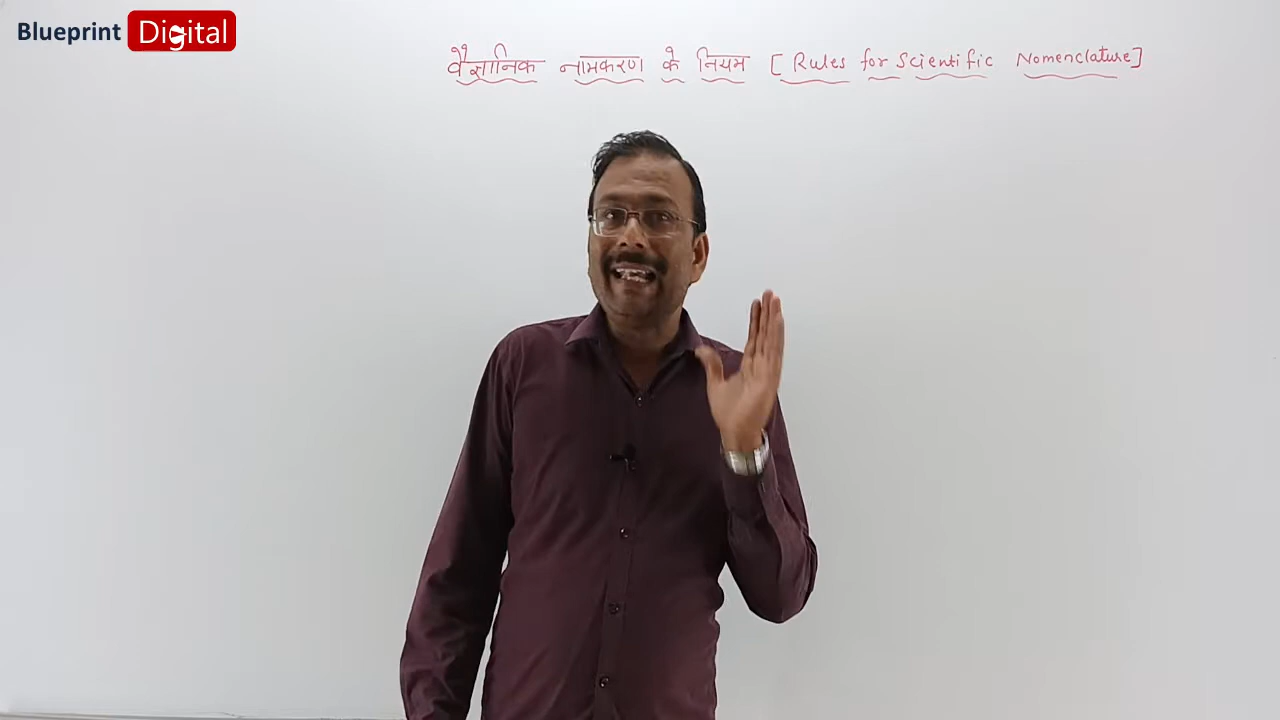 Blueprint Digital
वैज्ञानिक नामकरण के नियम [ Rules for Scientific Nomenclature]